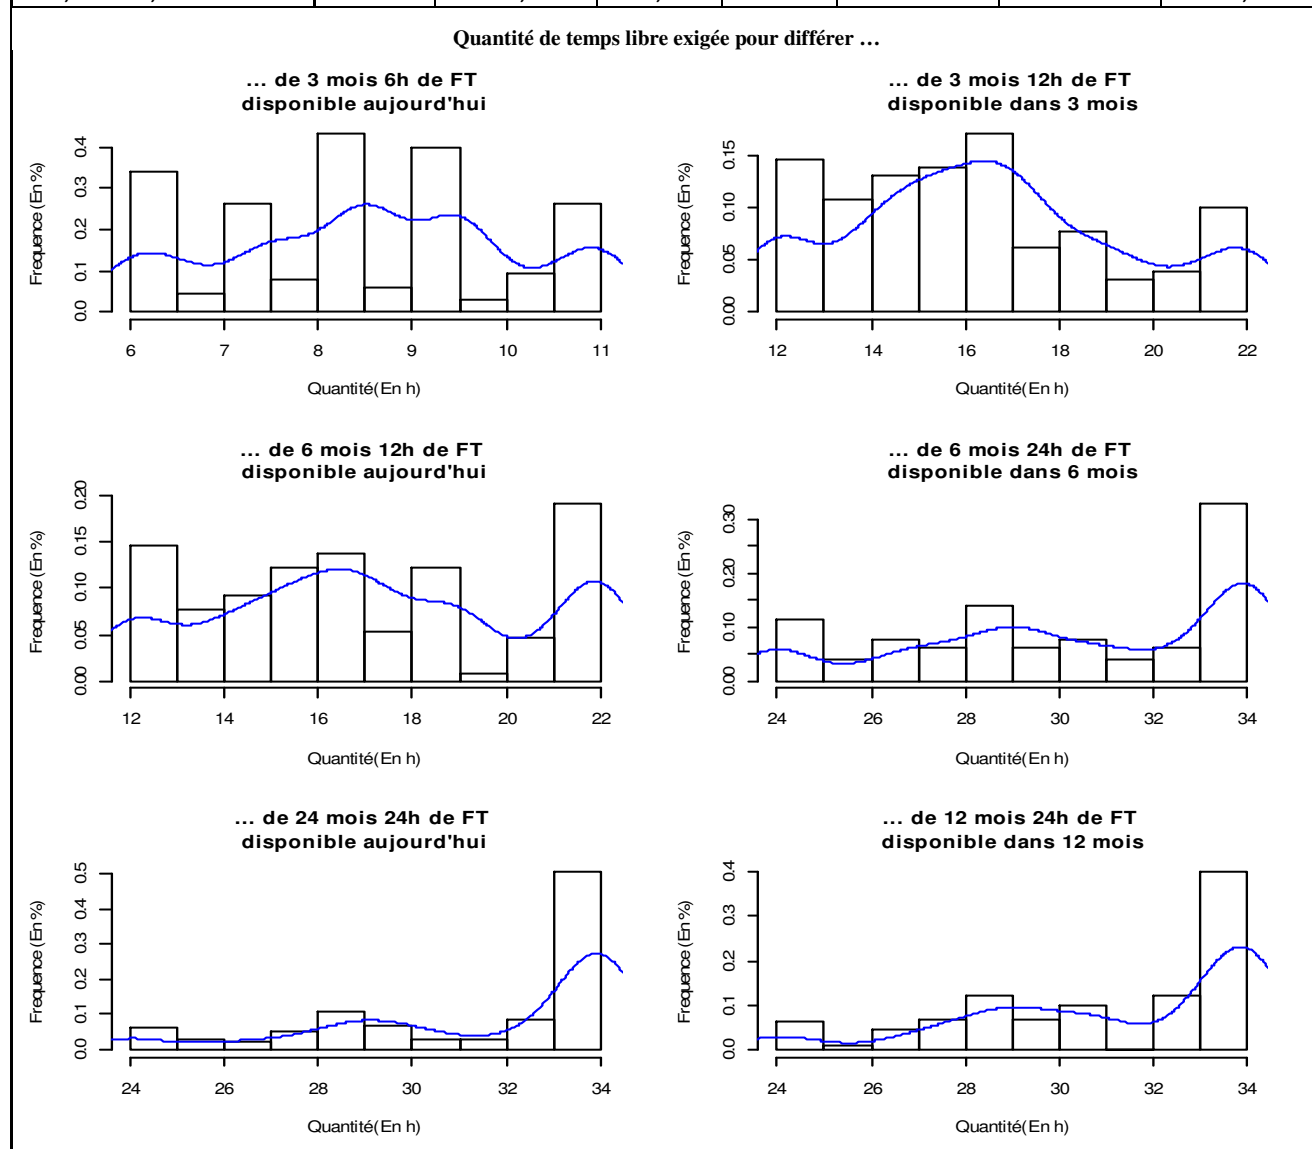 Quantité de temps libre exigée pour différer …
... de 3 mois 6h de FT
disponible aujourd'hui
Frequence (En %)
0.4
0.3
0.2
0.1
0.0
6 7 8 9 10 11
Quantité(En h)
... de 3 mois 12h de FT
disponible dans 3 mois
Frequence (En %)
0.15
0.10
0.05
0.00
12 14 16 18 20 22
Quantité(En h)
... de 6 mois 12h de FT
disponible aujourd'hui
Frequence (En %)
0.20
0.15
0.10
0.05
0.00
12 14 16 18 20 22
Quantité(En h)
... de 6 mois 24h de FT
disponible dans 6 mois
Frequence (En %)
0.30
0.20
0.10
0.00
24 26 28 30 32 34
Quantité(En h)
... de 24 mois 24h de FT
disponible aujourd'hui
Frequence (En %)
0.5
0.4
0.3
0.2
0.1
0.0
24 26 28 30 32 34
Quantité(En h)
... de 12 mois 24h de FT
disponible dans 12 mois
Frequence (En %)
0.4
0.3
0.2
0.1
0.0
24 26 28 30 32 34
Quantité(En h)